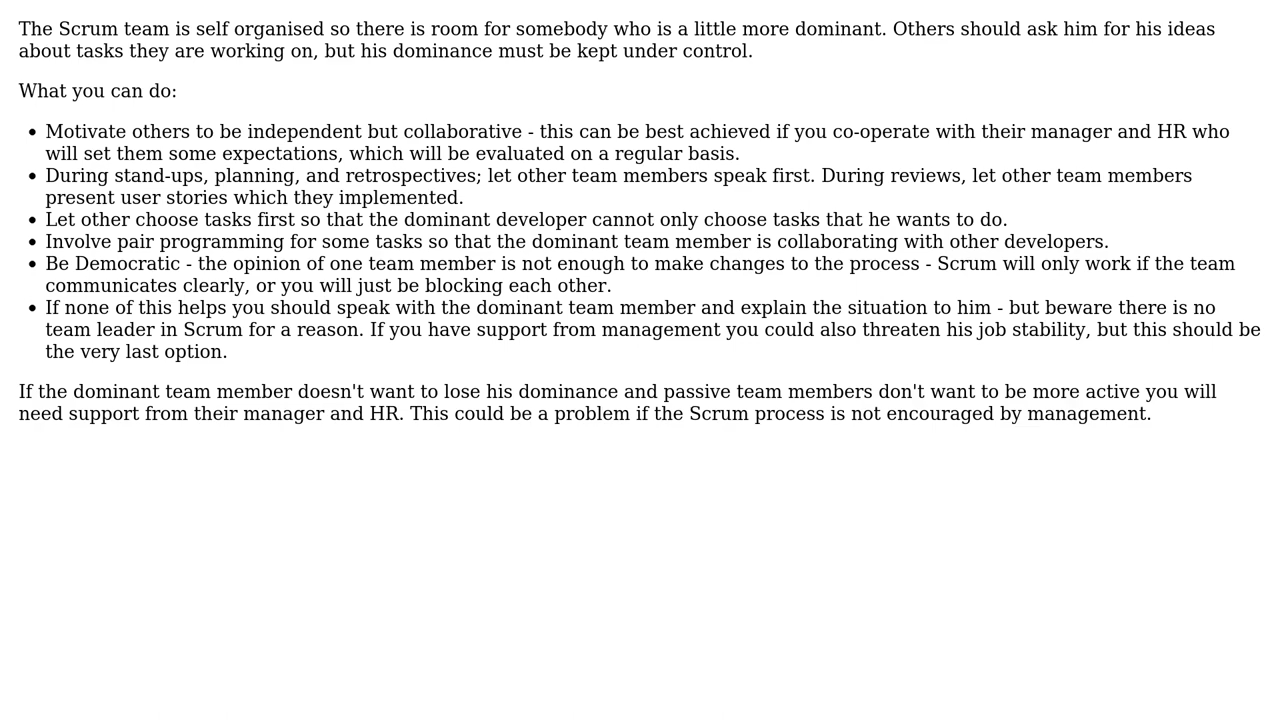 The Scrum team is self organised so there is room for somebody who is a little more dominant. Others should ask him for his ideas
about tasks they are working on, but his dominance must be kept under control.
What you can do:
• Motivate others to be independent but collaborative - this can be best achieved if you co-operate with their manager and HR who
will set them some expectations, which will be evaluated on a regular basis.
• During stand-ups, planning, and retrospectives; let other team members speak first. During reviews, let other team members
present user stories which they implemented.
• Let other choose tasks first so that the dominant developer cannot only choose tasks that he wants to do.
• Involve pair programming for some tasks so that the dominant team member is collaborating with other developers.
• Be Democratic - the opinion of one team member is not enough to make changes to the process - Scrum will only work if the team
communicates clearly, or you will just be blocking each other.
• If none of this helps you should speak with the dominant team member and explain the situation to him - but beware there is no
team leader in Scrum for a reason. If you have support from management you could also threaten his job stability, but this should be
the very last option.
If the dominant team member doesn't want to lose his dominance and passive team members don't want to be more active you will
need support from their manager and HR. This could be a problem if the Scrum process is not encouraged by management.